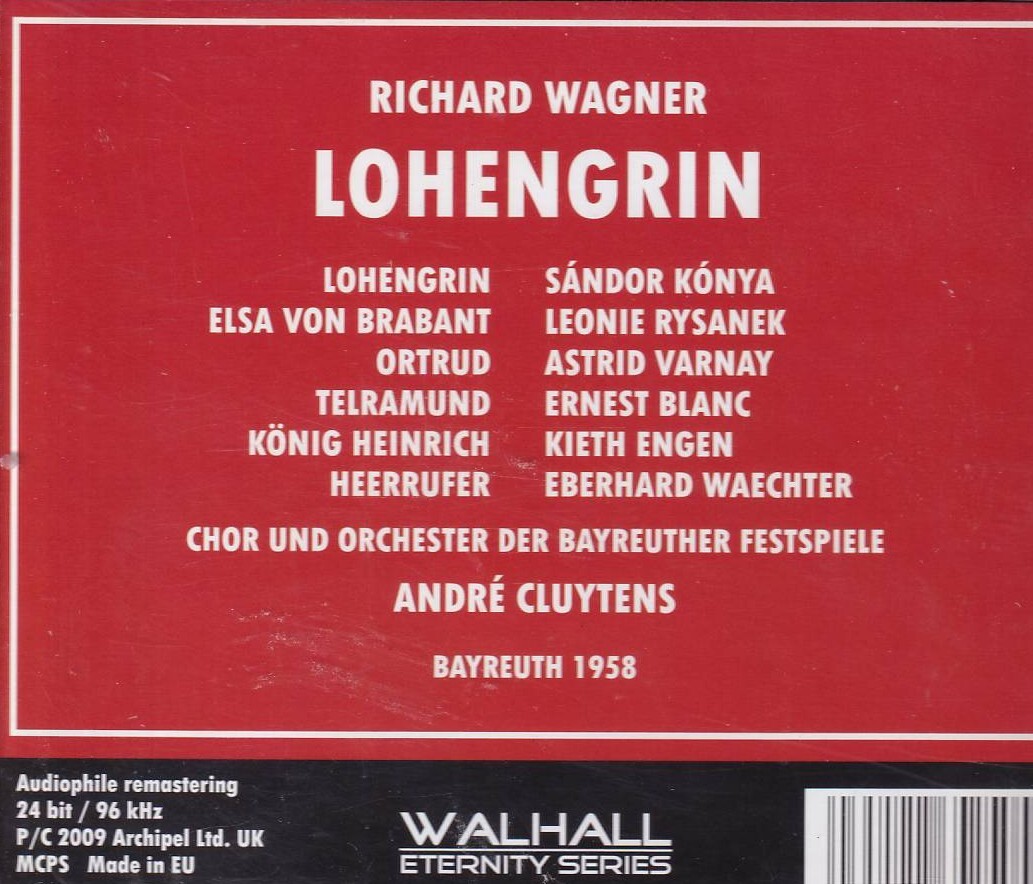 RICHARD WAGNER
LOHENGRIN
LOHENGRIN SÁNDOR KÓNYA
ELSA VON BRABANT LEONIE RYSANEK
ORTRUD ASTRID VARNAY
TELRAMUND ERNEST BLANC
KÖNIG HEINRICH KIETH ENGEN
HEERRUFER EBERHARD WAECHTER
CHOR UND ORCHESTER DER BAYREUTHER FESTSPIELE
ANDRÉ CLUYTENS
BAYREUTH 1958
Audiophile remastering
24 bit / 96 kHz
P/C 2009 Archipel Ltd. UK
MCPS Made in EU
WALHALL
ETERNITY SERIES